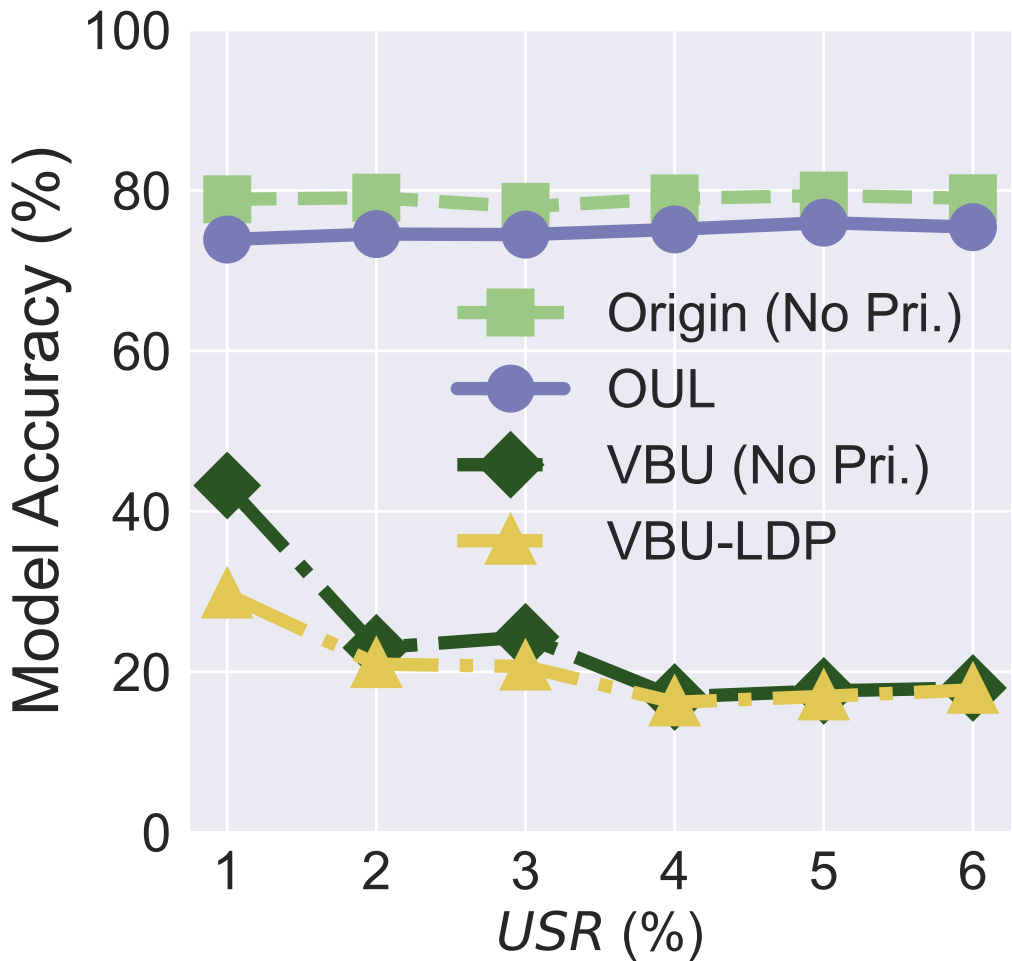 Model Accuracy (%)
100
80
60
40
20
0
Origin (No Pri.)
OUL
VBU (No Pri.)
VBU-LDP
1 2 3 4 5 6
USR (%)